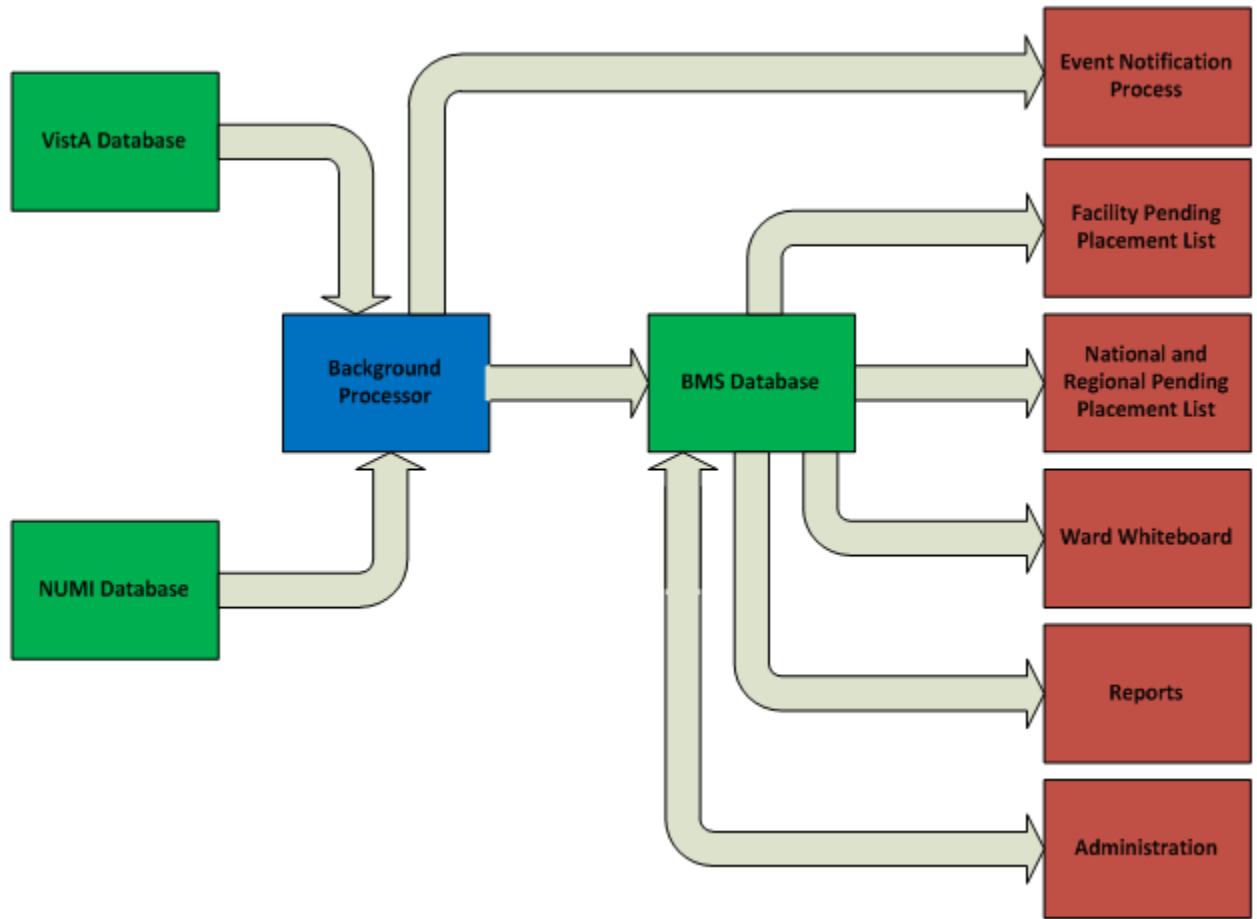 VistA Database
NUMI Database
Background
Processor
BMS Database
Event Notification
Process
Facility Pending
Placement List
National and
Regional Pending
Placement List
Ward Whiteboard
Reports
Administration